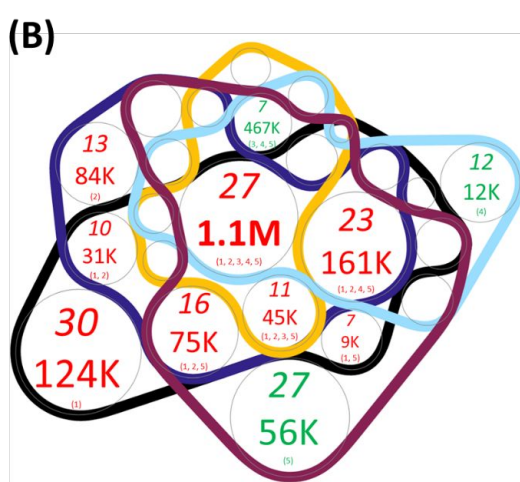 (B)
7
467K
(3, 4, 5)
13
84K
(2)
12
12K
(4)
27
1.1M
(1, 2, 3, 4, 5)
23
161K
(1, 2, 4, 5)
10
31K
(1, 2)
11
45K
(1, 2, 3, 5)
16
75K
(1, 2, 5)
7
9K
(1, 5)
30
124K
(1)
27
56K
(5)